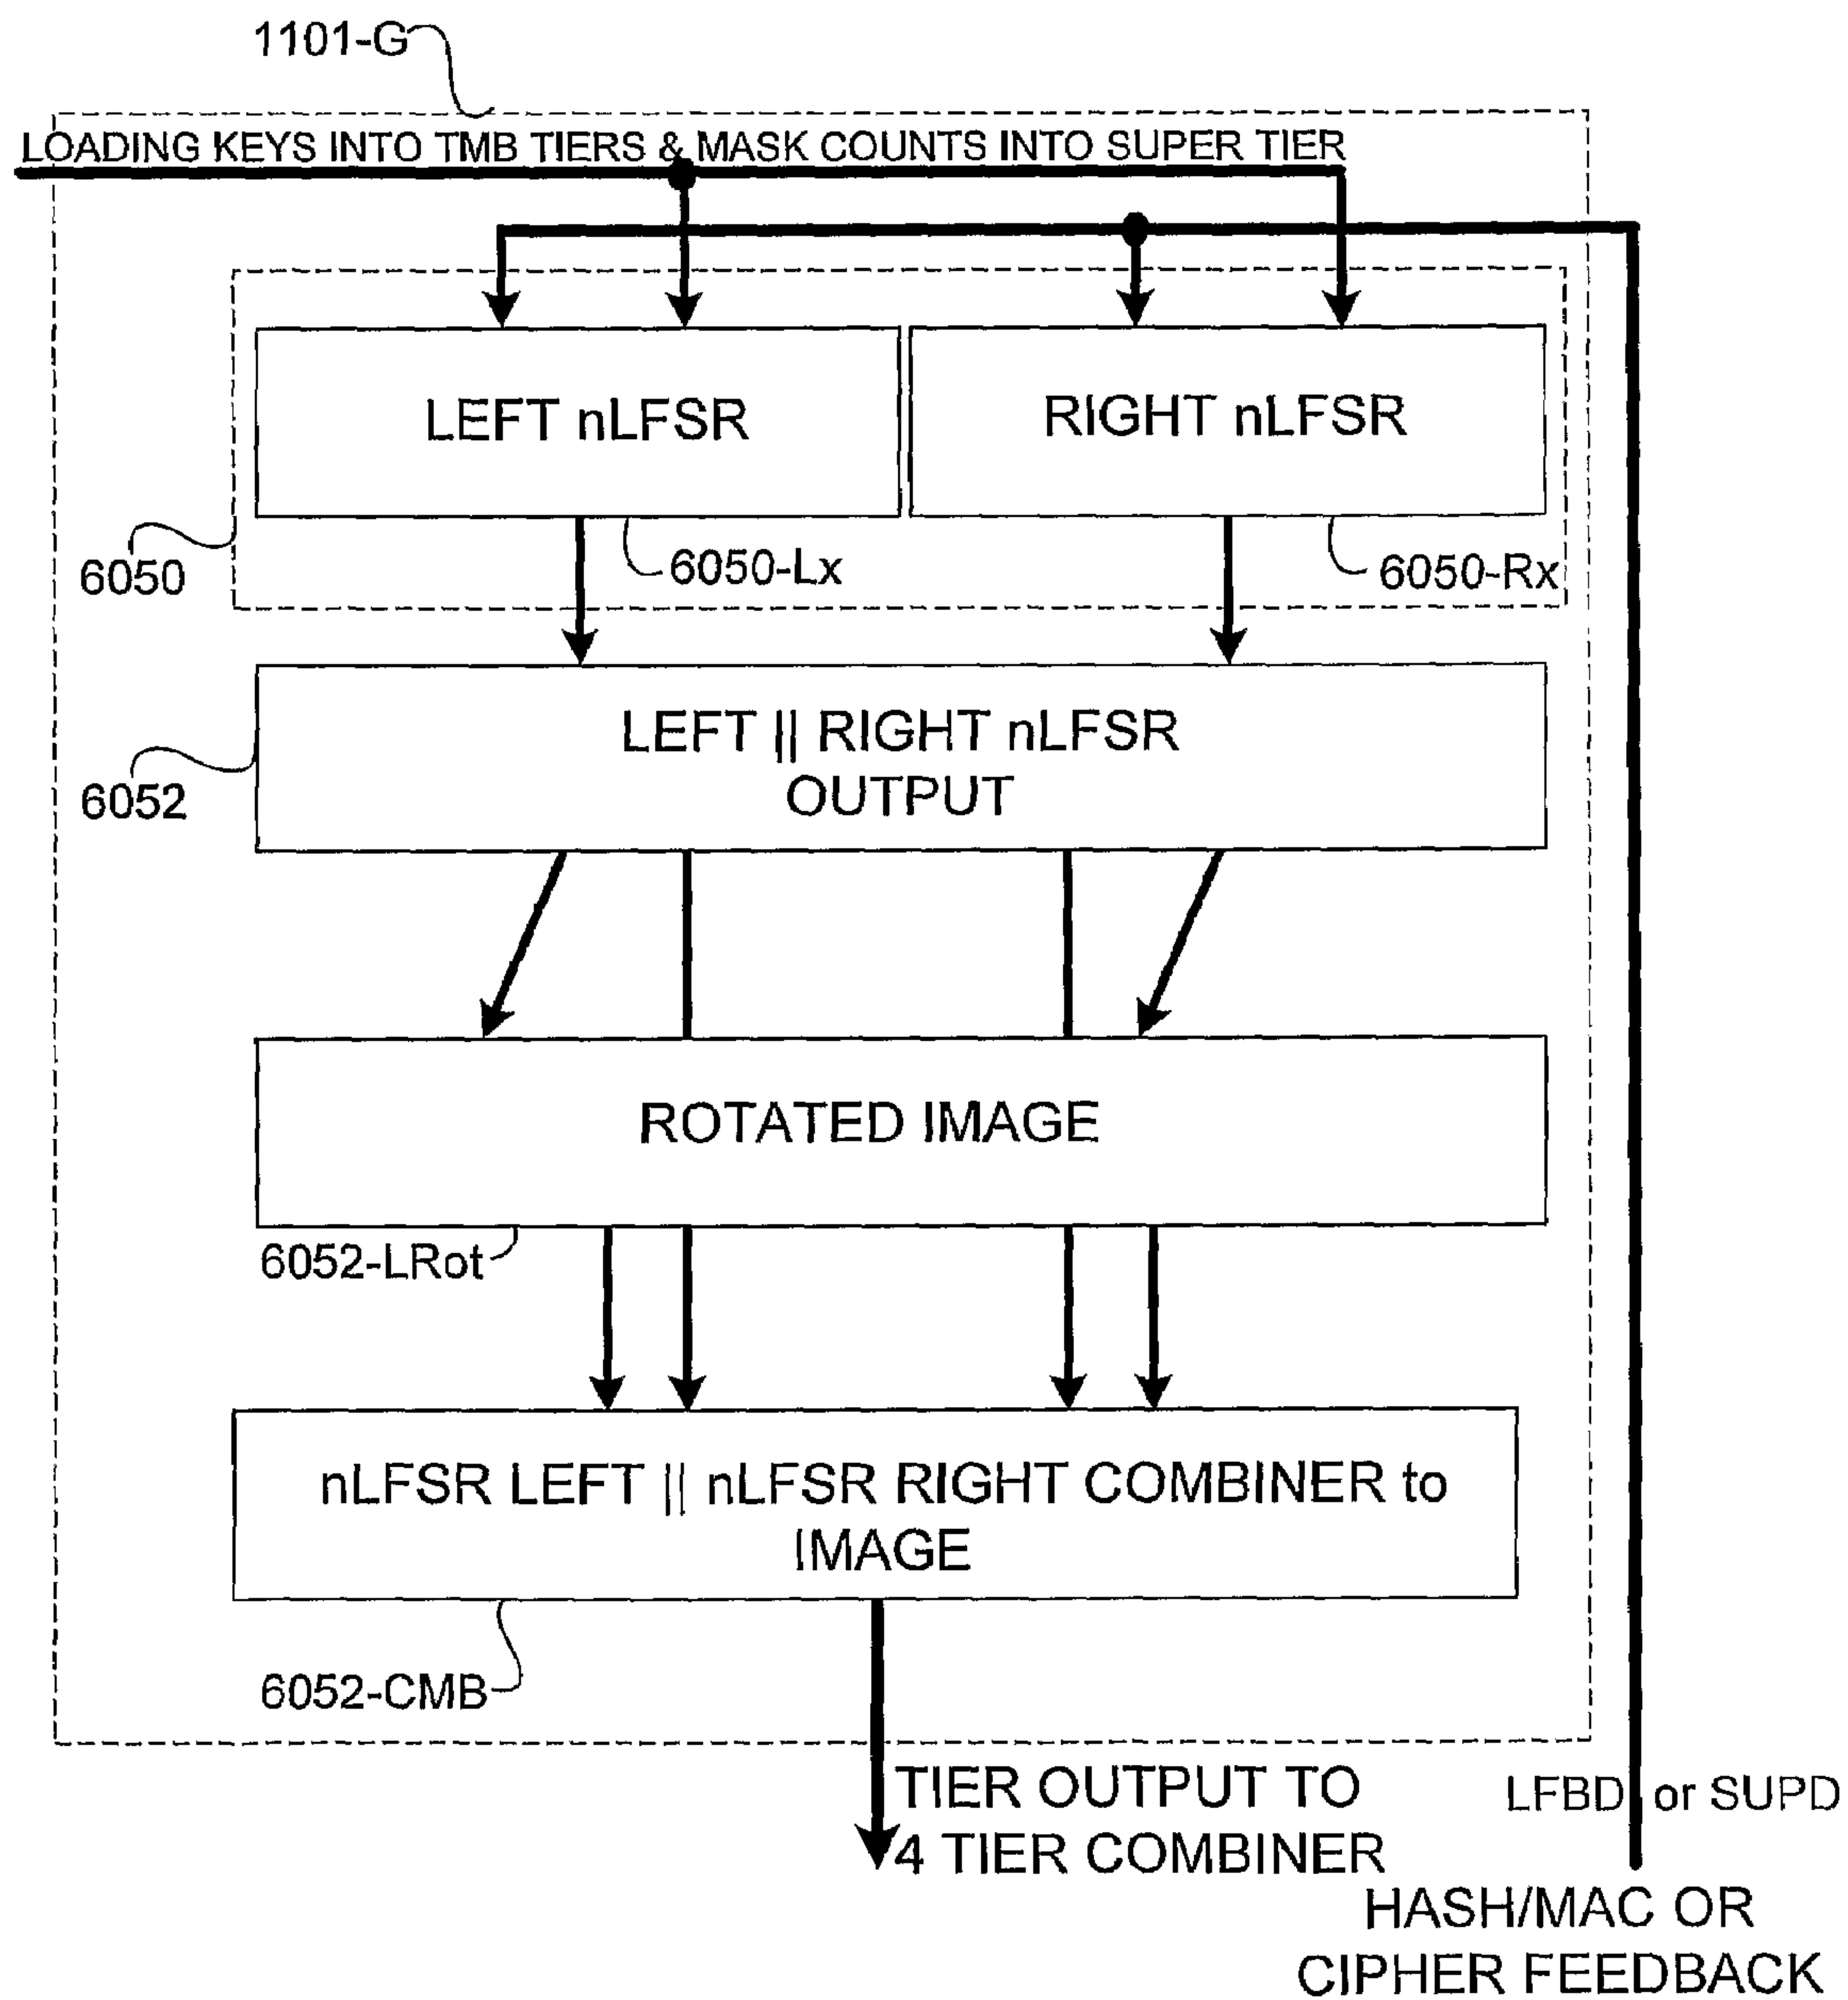 1101-G
LOADING KEYS INTO TMB TIERS & MASK COUNTS INTO SUPER TIER
LEFT nLFSR
RIGHT nLFSR
6050
6050-Lx
6050-Rx
LEFT || RIGHT nLFSR
OUTPUT
6052
ROTATED IMAGE
6052-LRot
nLFSR LEFT || nLFSR RIGHT COMBINER to
IMAGE
6052-CMB
TIER OUTPUT TO
4 TIER COMBINER
LFBD or SUPD
HASH/MAC OR
CIPHER FEEDBACK